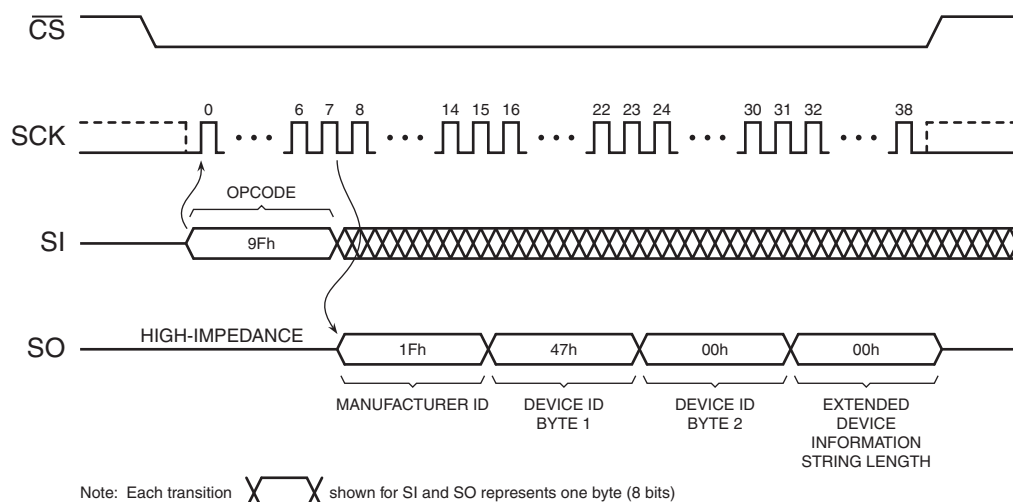 CS
0 6 7 8 14 15 16 22 23 24 30 31 32 38
SCK
OPCODE
SI 9Fh
HIGH-IMPEDANCE
SO 1Fh 47h 00h 00h
MANUFACTURER ID DEVICE ID DEVICE ID EXTENDED
BYTE 1 BYTE 2 DEVICE
INFORMATION
STRING LENGTH
Note: Each transition shown for SI and SO represents one byte (8 bits)